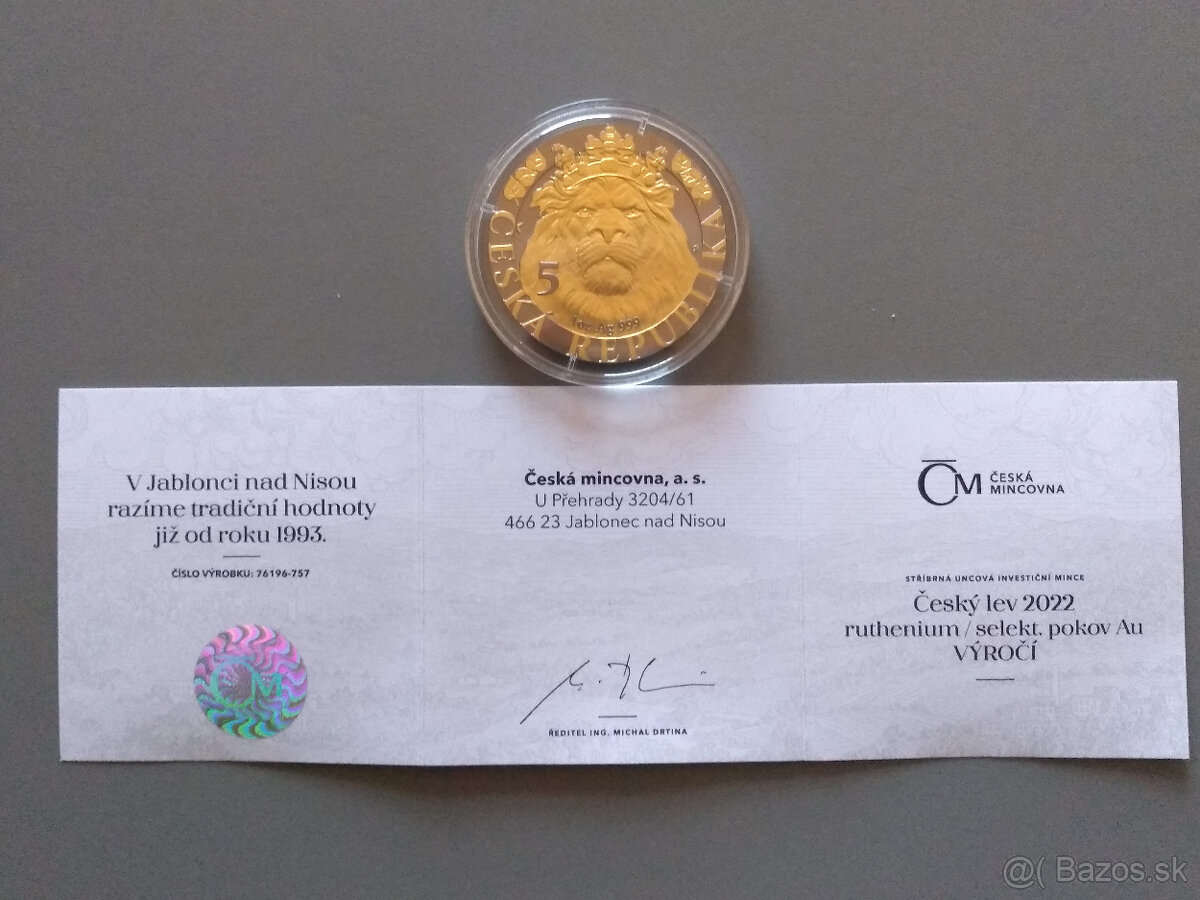 ČESKÁ REPUBLIKA
5
1oz Ag 999
V Jablonci nad Nisou
razíme tradiční hodnoty
již od roku 1993.
ČÍSLO VÝROBKU: 76196-757
ČM
Česká mincovna, a. s.
U Přehrady 3204/61
466 23 Jablonec nad Nisou
ŘEDITEL ING. MICHAL DRTINA
ČM ČESKÁ
MINCOVNA
STŘÍBRNÁ UNCOVÁ INVESTIČNÍ MINCE
Český lev 2022
ruthenium / selekt. pokov Au
VÝROČÍ
@( Bazos.sk